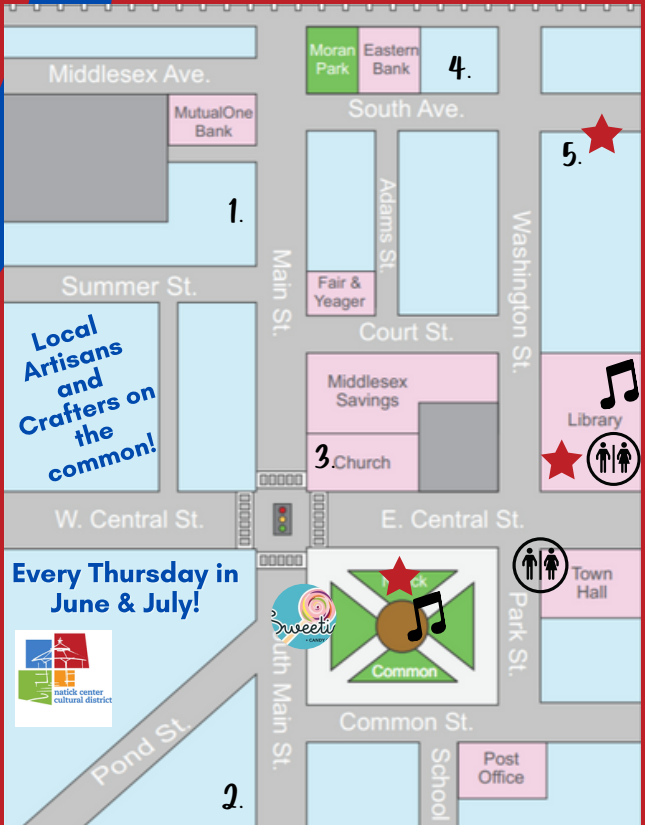 Moran
Park
Eastern
Bank
4.
Middlesex Ave.
South Ave.
MutualOne
Bank
5.
1.
Adams St.
Washington St.
Main St.
Summer St.
Fair &
Yeager
Court St.
Local
Artisans
and
Crafters on
the
common!
Middlesex
Savings
Library
3.
Church
W. Central St.
E. Central St.
Every Thursday in
June & July!
Town
Hall
Park St.
Sweeti
CANDY
Common
natick center
cultural district
Main St.
Common St.
Pond St.
School
Post
Office
2.